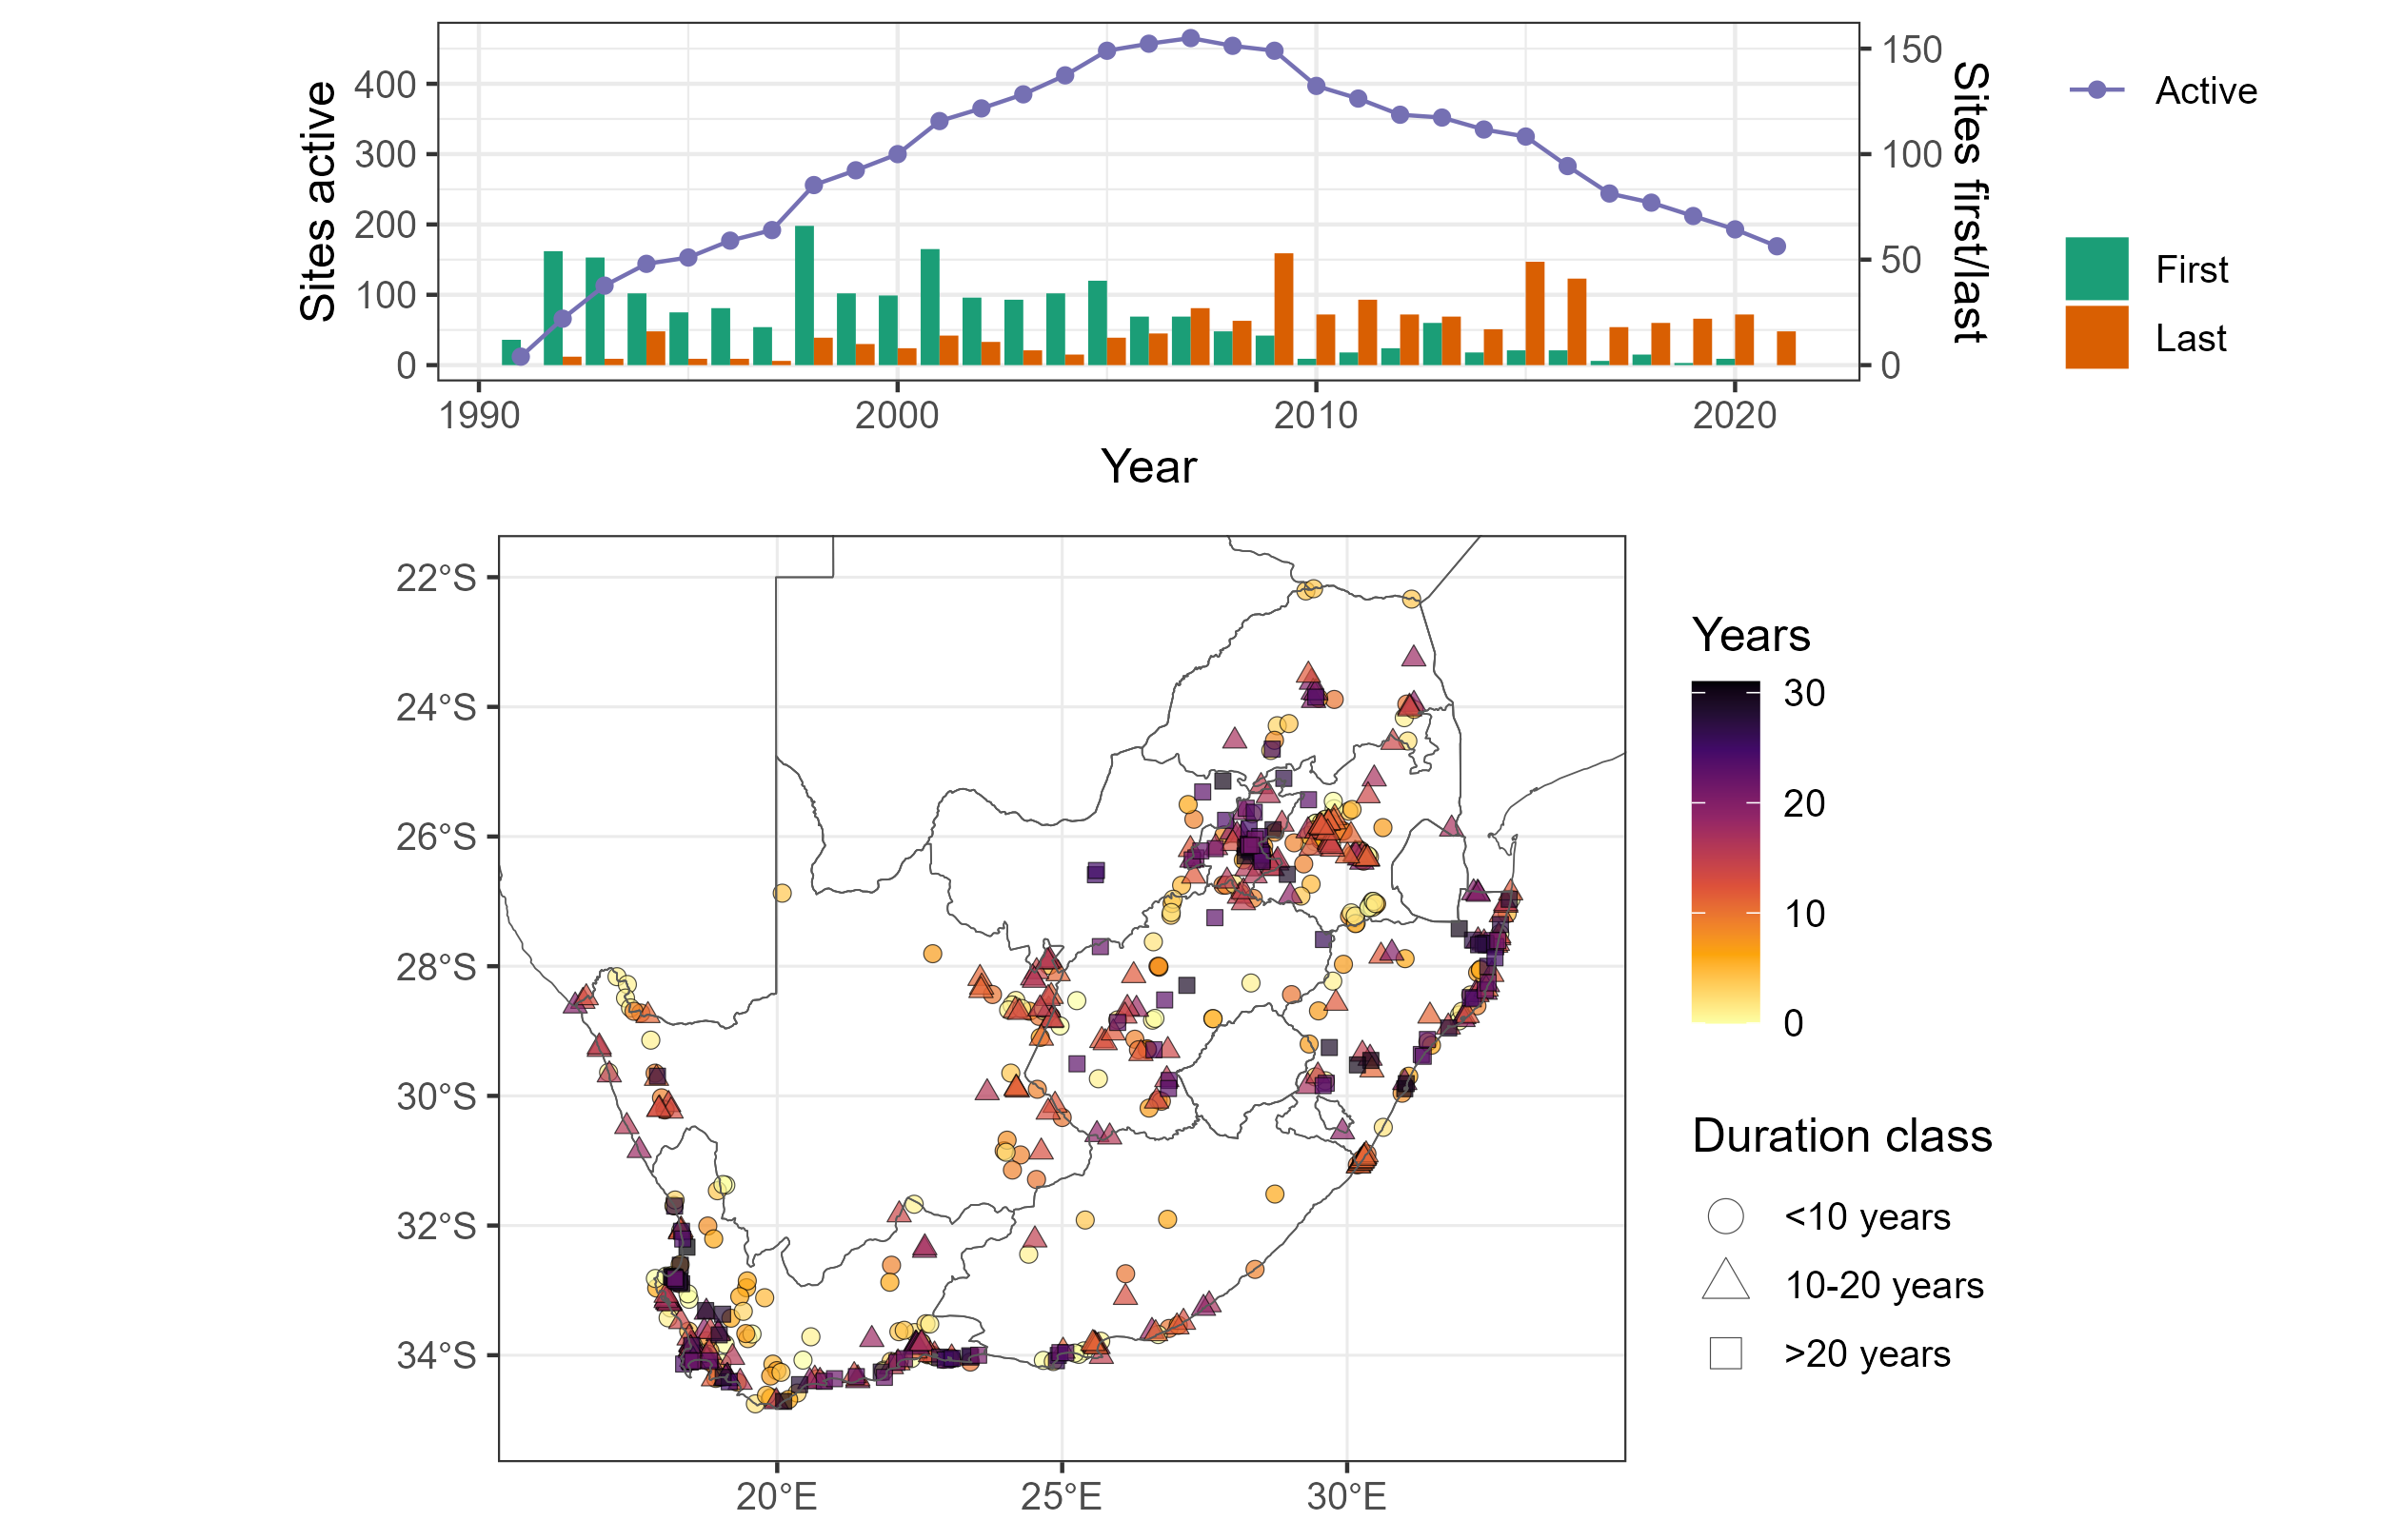 Sites active
400
300
200
100
0
150
100
50
0
Sites first/last
1990
2000
2010
2020
Year
Active
First
Last
22°S
24°S
26°S
28°S
30°S
32°S
34°S
20°E
25°E
30°E
Years
30
20
10
0
Duration class
<10 years
10-20 years
>20 years